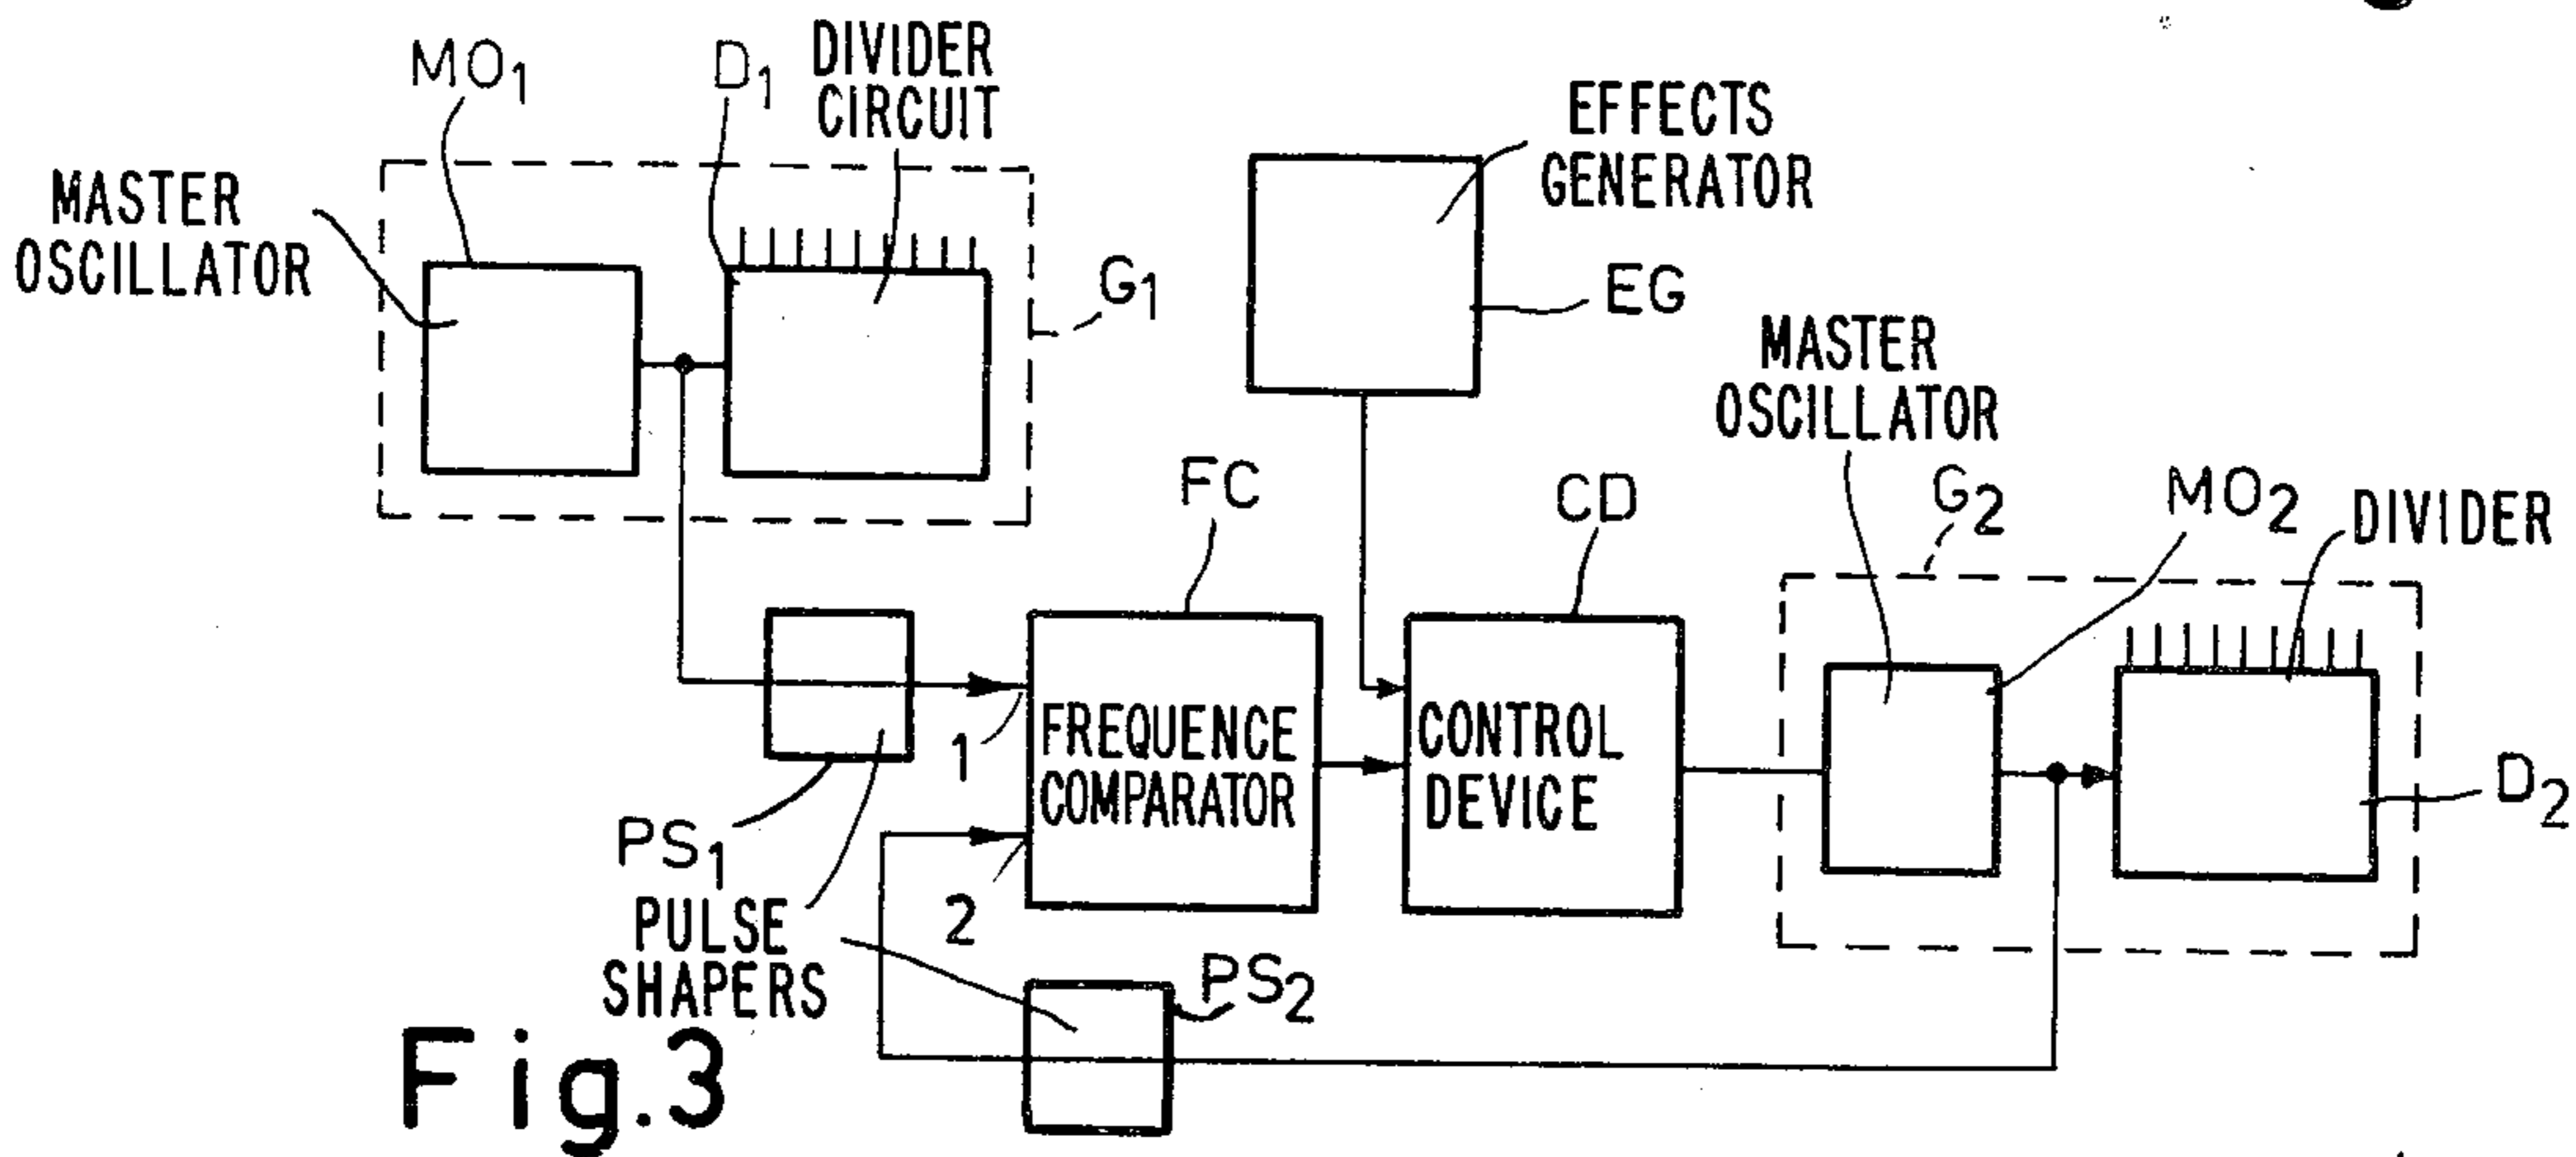 MO1
D1
DIVIDER
CIRCUIT
MASTER
OSCILLATOR
G1
EFFECTS
GENERATOR
EG
MASTER
OSCILLATOR
FC
CD
G2
MO2
DIVIDER
1
FREQUENCE
COMPARATOR
CONTROL
DEVICE
D2
PS1
2
PULSE
SHAPERS
PS2
Fig.3